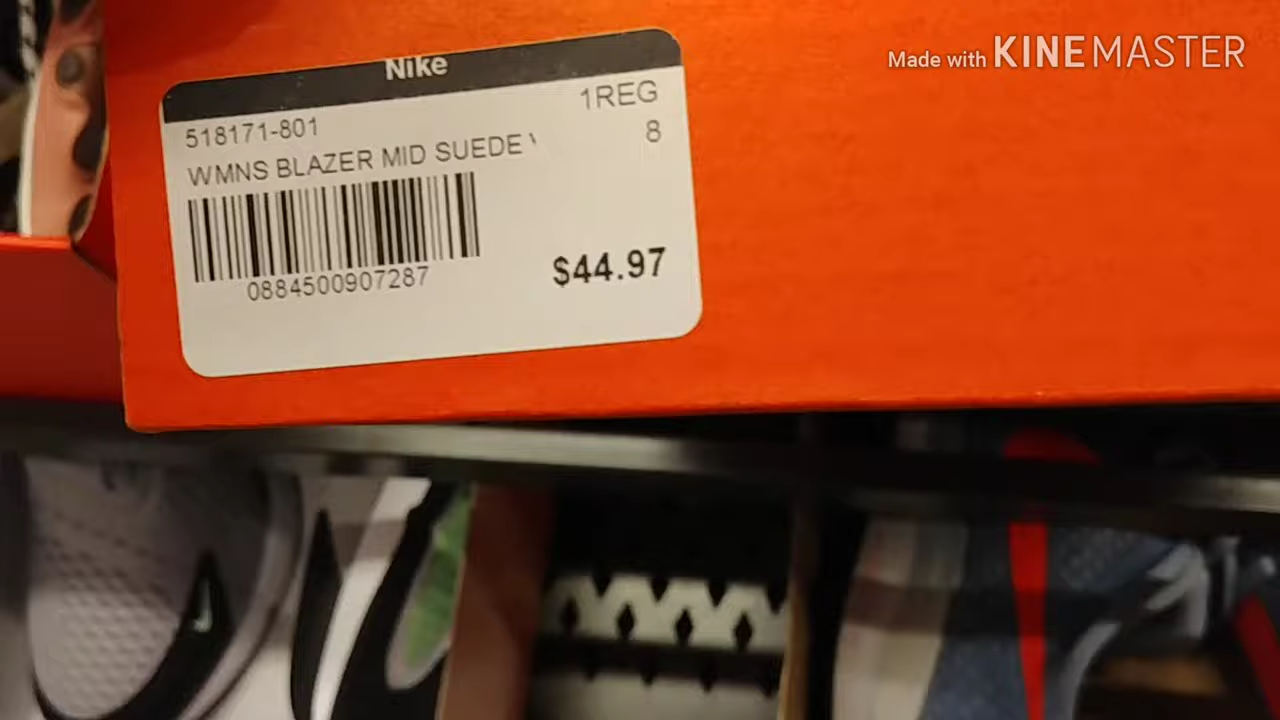 Made with KINEMASTER
Nike
518171-801 1REG
WMNS BLAZER MID SUEDE 8
0884500907287 $44.97